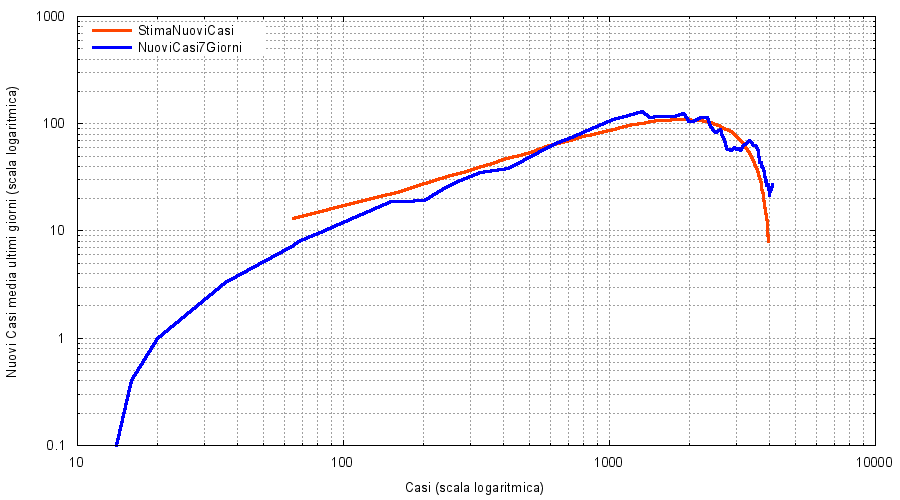 1000
100
10
1
0.1
StimaNuoviCasi
NuoviCasi7Giorni
Nuovi Casi media ultimi giorni (scala logaritmica)
10
100
1000
10000
Casi (scala logaritmica)